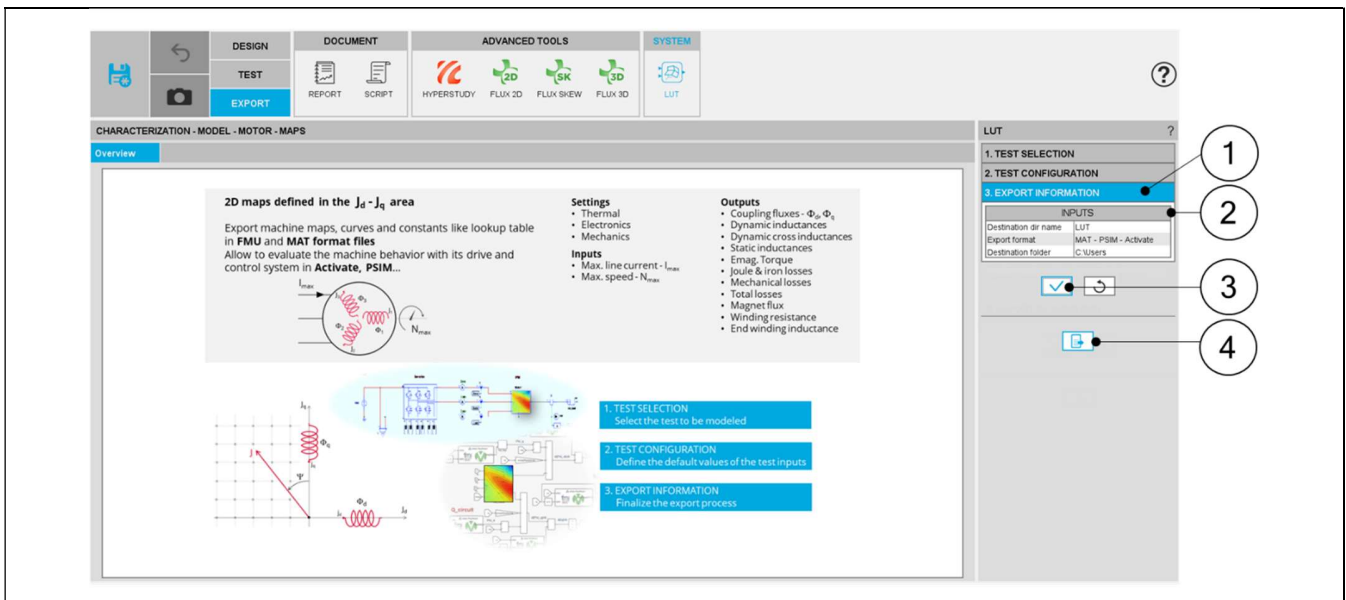 DESIGN
TEST
EXPORT
DOCUMENT
REPORT
SCRIPT
ADVANCED TOOLS
HYPERSTUDY
FLUX 2D
FLUX SKEW
FLUX 3D
2D
SK
3D
SYSTEM
LUT
?
CHARACTERIZATION - MODEL - MOTOR - MAPS
Overview
2D maps defined in the Jd - Jq area
Export machine maps, curves and constants like lookup table
in FMU and MAT format files
Allow to evaluate the machine behavior with its drive and
control system in Activate, PSIM...
Imax
Φ3
Φ2
Φ1
Nmax
Settings
• Thermal
• Electronics
• Mechanics
Inputs
• Max. line current - Imax
• Max. speed - Nmax
Outputs
• Coupling fluxes - Φd, Φq
• Dynamic inductances
• Dynamic cross inductances
• Static inductances
• Emag. Torque
• Joule & iron losses
• Mechanical losses
• Total losses
• Magnet flux
• Winding resistance
• End winding inductance
Jq
Φq
J
Ψ
Φd
Jd
1. TEST SELECTION
Select the test to be modeled
2. TEST CONFIGURATION
Define the default values of the test inputs
3. EXPORT INFORMATION
Finalize the export process
LUT ?
1. TEST SELECTION
2. TEST CONFIGURATION
3. EXPORT INFORMATION
INPUTS
Destination dir name LUT
Export format MAT - PSIM - Activate
Destination folder C:\Users
1
2
3
4